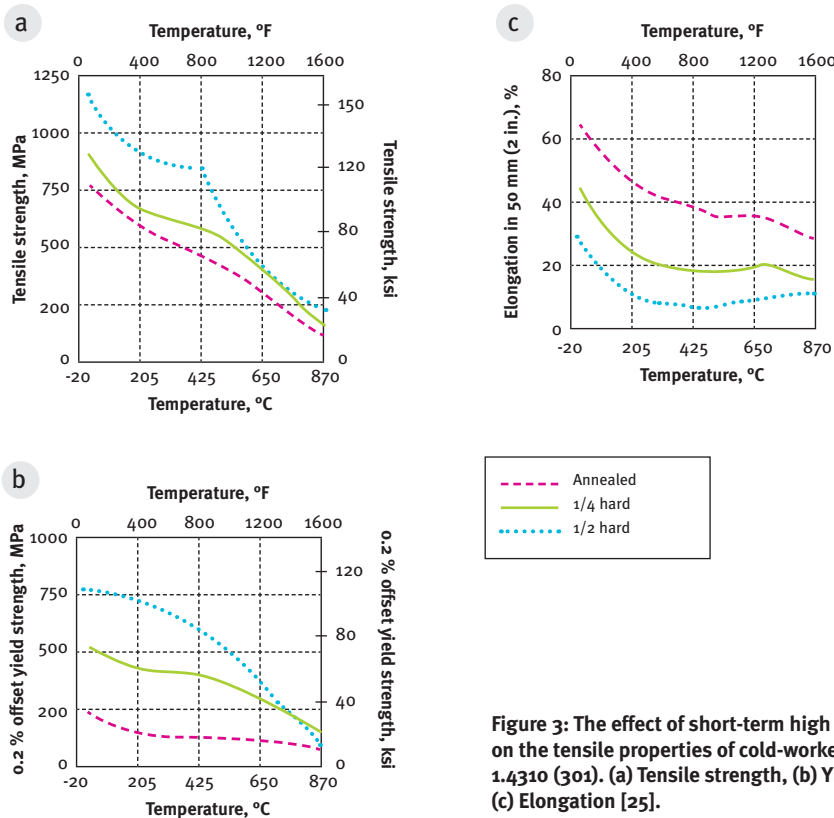 a
Temperature, °F
0 400 800 1200 1600
1250
1000
750
500
200
0
Tensile strength, MPa
150
120
80
40
0
Tensile strength, ksi
-20 205 425 650 870
Temperature, °C
c
Temperature, °F
0 400 800 1200 1600
80
60
40
20
0
Elongation in 50 mm (2 in.), %
-20 205 425 650 870
Temperature, °C
b
Temperature, °F
0 400 800 1200 1600
1000
750
500
200
0
0.2 % offset yield strength, MPa
120
80
40
0
0.2 % offset yield strength, ksi
-20 205 425 650 870
Temperature, °C
Annealed
1/4 hard
1/2 hard
Figure 3: The effect of short-term high
on the tensile properties of cold-worke
1.4310 (301). (a) Tensile strength, (b) Y
(c) Elongation [25].